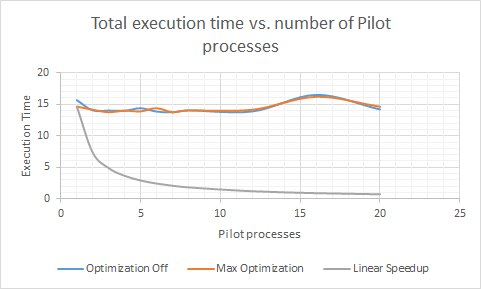 Total execution time vs. number of Pilot
processes
20
15
10
5
0
Execution Time
0 5 10 15 20 25
Pilot processes
Optimization Off Max Optimization Linear Speedup